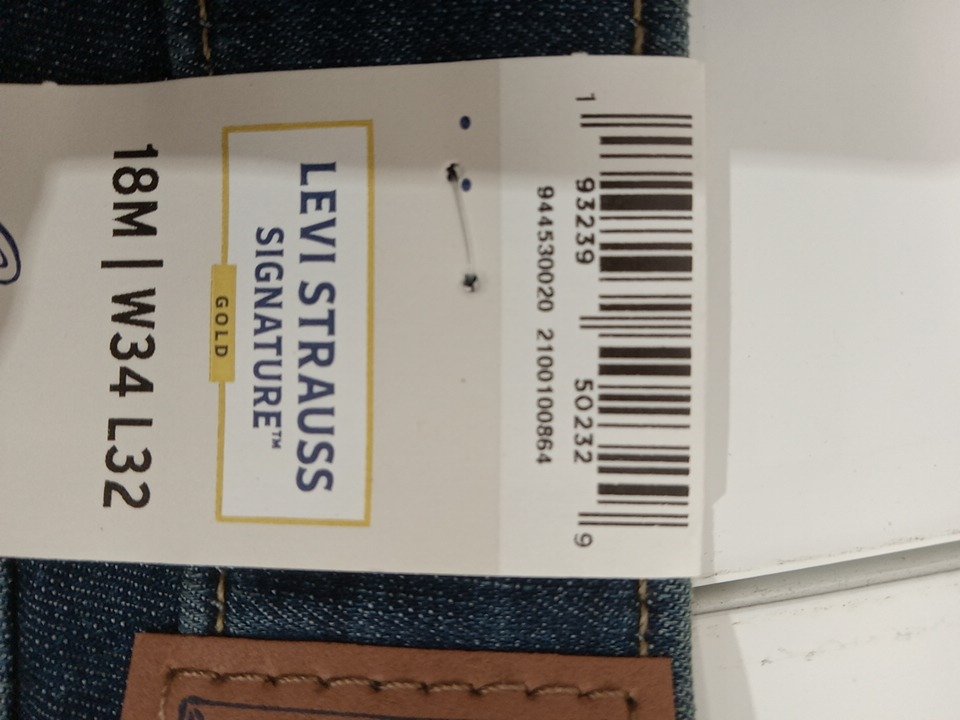 1 93239 50232 9
944530020 2100100864
LEVI STRAUSS
SIGNATURE™
GOLD
18M | W34 L32